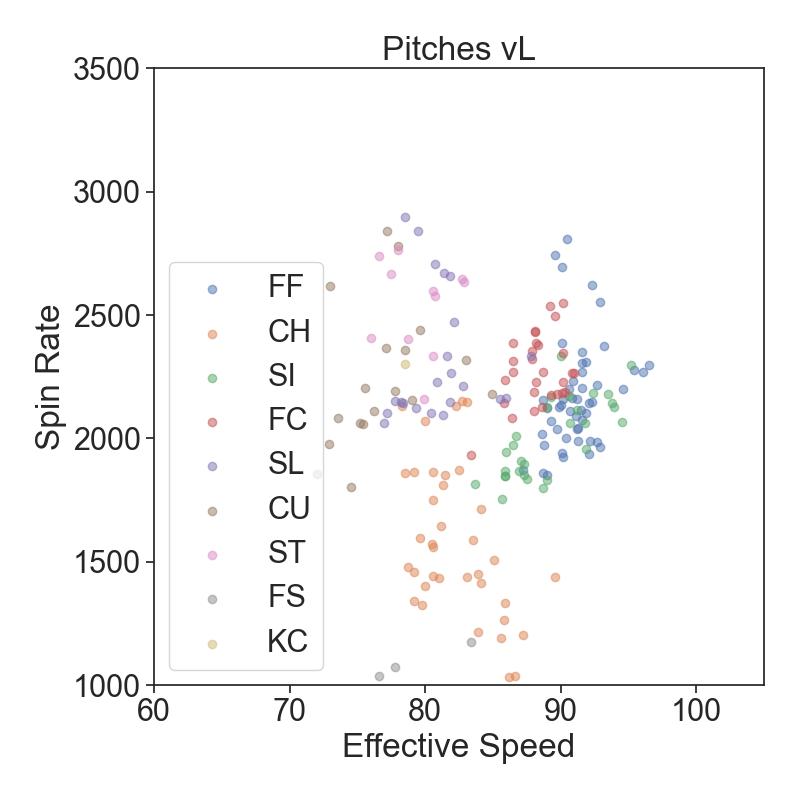 Pitches vL
3500
3000
2500
2000
1500
1000
Spin Rate
FF
CH
SI
FC
SL
CU
ST
FS
KC
60 70 80 90 100
Effective Speed